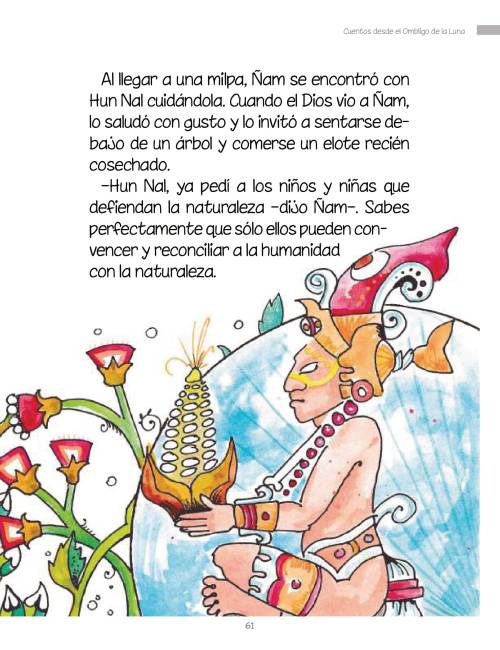 Cuentos desde el Ombligo de la Luna
Al llegar a una milpa, Ñam se encontró con
Hun Nal cuidándola. Cuando el Dios vio a Ñam,
lo saludó con gusto y lo invitó a sentarse de-
bajo de un árbol y comerse un elote recién
cosechado.
–Hun Nal, ya pedí a los niños y niñas que
defiendan la naturaleza –dijo Ñam–. Sabes
perfectamente que sólo ellos pueden con-
vencer y reconciliar a la humanidad
con la naturaleza.
61